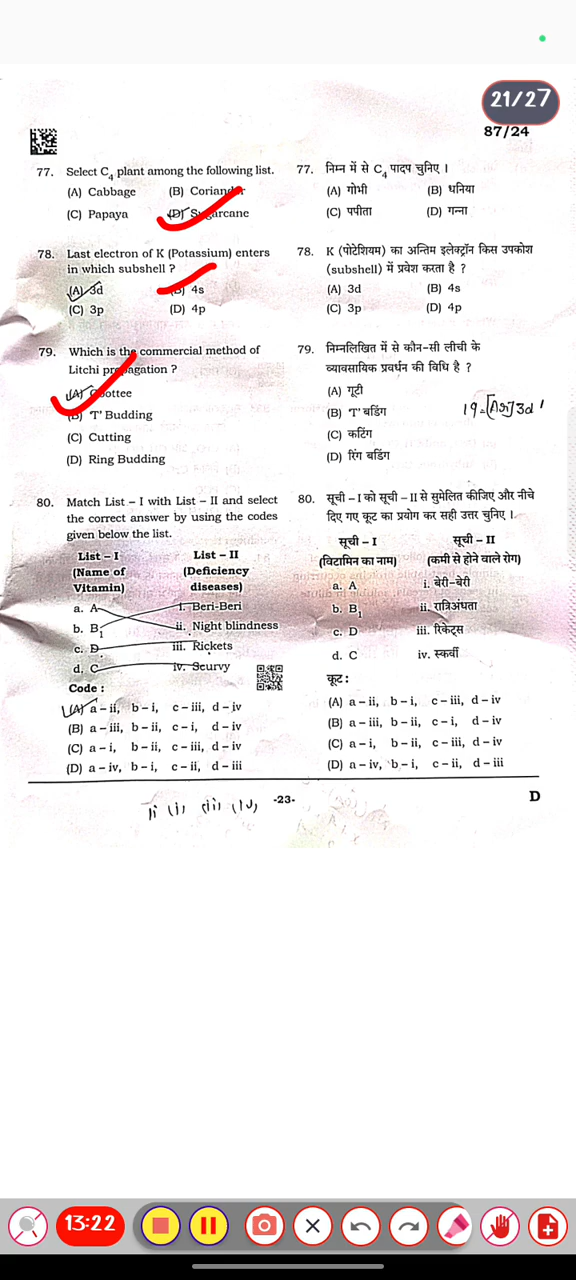 21/27
87/24
77. Select C4 plant among the following list.
(A) Cabbage (B) Coriander
(C) Papaya (D) Sugarcane
78. Last electron of K (Potassium) enters
in which subshell ?
(A) 3d (B) 4s
(C) 3p (D) 4p
79. Which is the commercial method of
Litchi propagation ?
(A) Goottee
(B) 'T' Budding
(C) Cutting
(D) Ring Budding
80. Match List – I with List – II and select
the correct answer by using the codes
given below the list.
List – I List – II
(Name of (Deficiency
Vitamin) diseases)
a. A i. Beri-Beri
b. B1 ii. Night blindness
c. D iii. Rickets
d. C iv. Scurvy
Code :
(A) a – ii, b – i, c – iii, d – iv
(B) a – iii, b – ii, c – i, d – iv
(C) a – i, b – ii, c – iii, d – iv
(D) a – iv, b – i, c – ii, d – iii
77. निम्न में से C4 पादप चुनिए ।
(A) गोभी (B) धनिया
(C) पपीता (D) गन्ना
78. K (पोटेशियम) का अन्तिम इलेक्ट्रॉन किस उपकोश
(subshell) में प्रवेश करता है ?
(A) 3d (B) 4s
(C) 3p (D) 4p
79. निम्नलिखित में से कौन-सी लीची के
व्यावसायिक प्रवर्धन की विधि है ?
(A) गूटी
(B) 'T' बडिंग
(C) कटिंग
(D) रिंग बडिंग
19 = [Ar] 3d1
80. सूची – I को सूची – II से सुमेलित कीजिए और नीचे
दिए गए कूट का प्रयोग कर सही उत्तर चुनिए ।
सूची – I सूची – II
(विटामिन का नाम) (कमी से होने वाले रोग)
a. A i. बेरी-बेरी
b. B1 ii. रात्रिअंधता
c. D iii. रिकेट्स
d. C iv. स्कर्वी
कूट :
(A) a – ii, b – i, c – iii, d – iv
(B) a – iii, b – ii, c – i, d – iv
(C) a – i, b – ii, c – iii, d – iv
(D) a – iv, b – i, c – ii, d – iii
-23- D
ii (i) (iii) (iv)
13:22